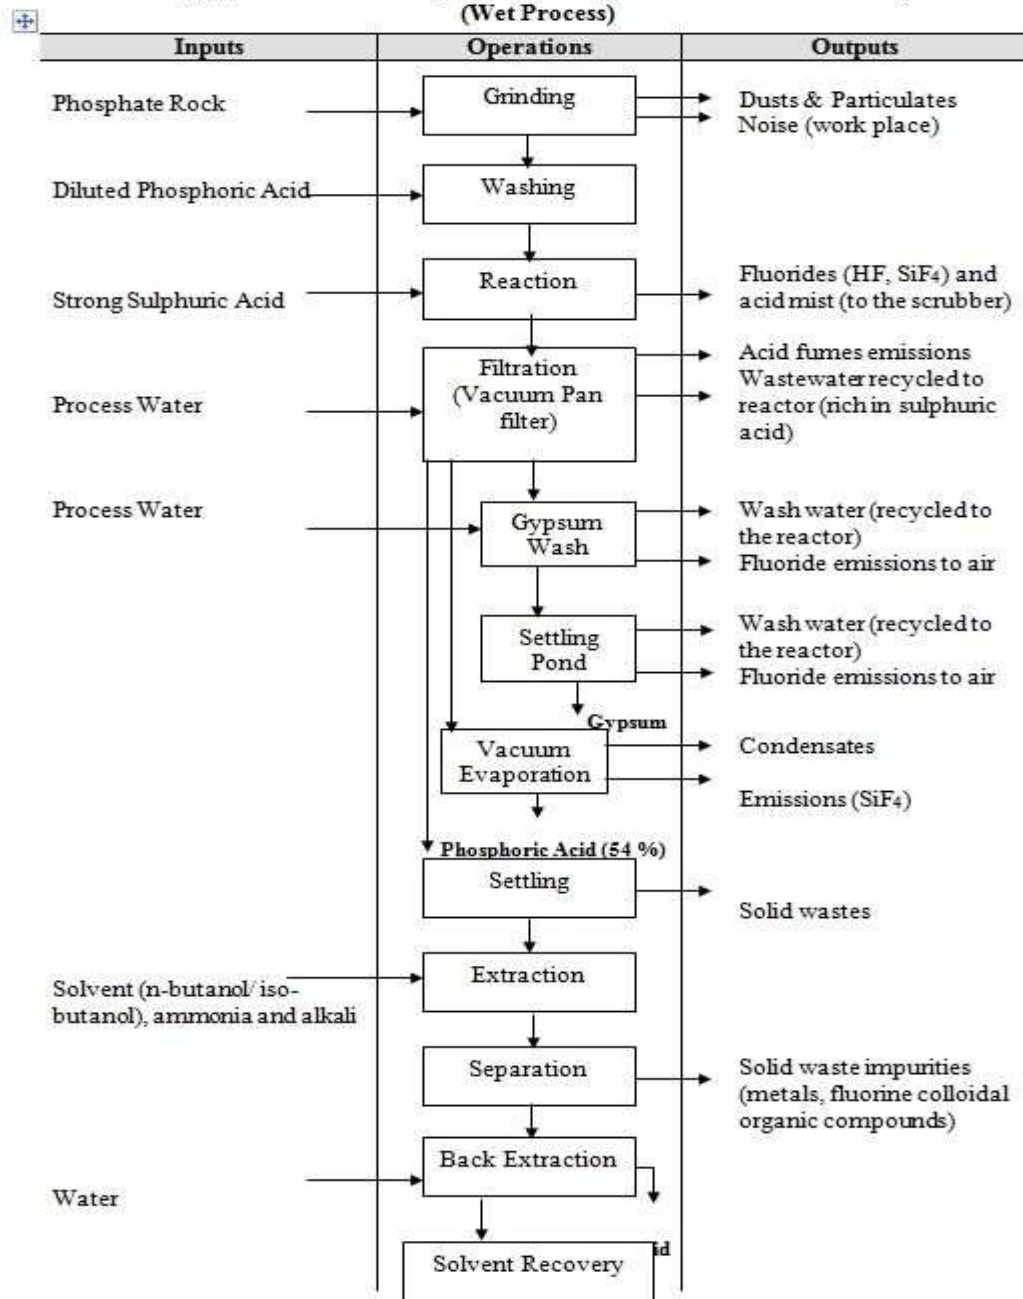 (Wet Process)
Inputs
Operations
Outputs
Phosphate Rock
Grinding
Dusts & Particulates
Noise (work place)
Diluted Phosphoric Acid
Washing
Strong Sulphuric Acid
Reaction
Fluorides (HF, SiF4) and
acid mist (to the scrubber)
Process Water
Filtration
(Vacuum Pan
filter)
Acid fumes emissions
Wastewater recycled to
reactor (rich in sulphuric
acid)
Process Water
Gypsum
Wash
Wash water (recycled to
the reactor)
Fluoride emissions to air
Settling
Pond
Wash water (recycled to
the reactor)
Fluoride emissions to air
Gypsum
Vacuum
Evaporation
Condensates
Emissions (SiF4)
Phosphoric Acid (54 %)
Settling
Solid wastes
Solvent (n-butanol/ iso-
butanol), ammonia and alkali
Extraction
Separation
Solid waste impurities
(metals, fluorine colloidal
organic compounds)
Water
Back Extraction
id
Solvent Recovery